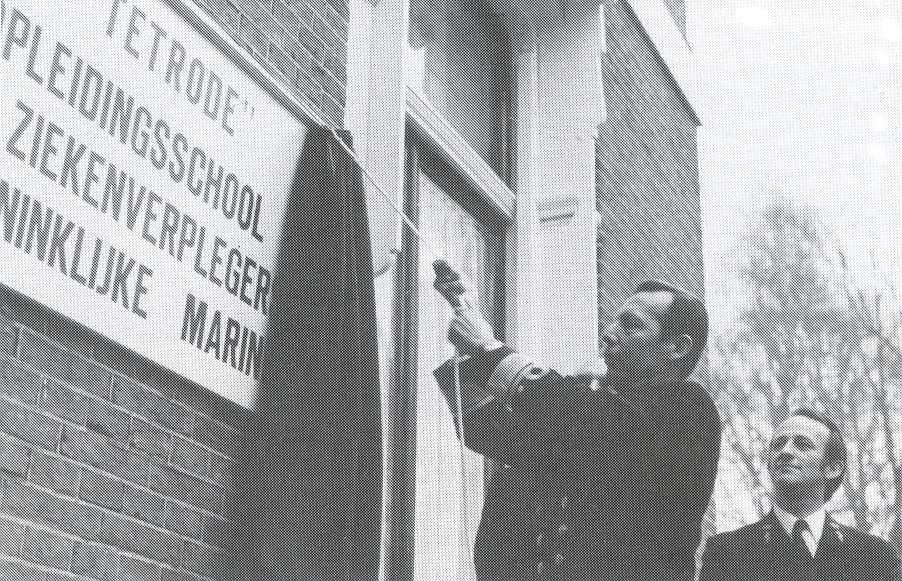 TETRODE"
PLEIDINGSSCHOOL
ZIEKENVERPLEGER
NINKLIJKE MARIN